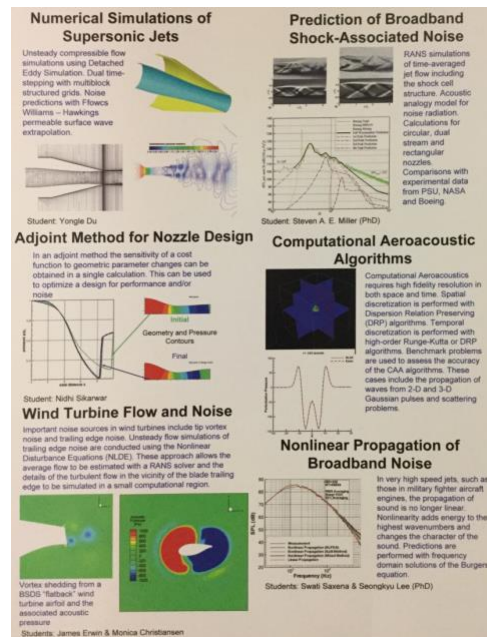 Numerical Simulations of
Supersonic Jets
Unsteady compressible flow
simulations using Detached
Eddy Simulation. Dual time-
stepping with multiblock
structured grids. Noise
predictions with Ffowcs
Williams – Hawkings
permeable surface wave
extrapolation.
Student: Yongle Du
Prediction of Broadband
Shock-Associated Noise
RANS simulations
of time-averaged
jet flow including
the shock cell
structure. Acoustic
analogy model for
noise radiation.
Calculations for
circular, dual
stream and
rectangular
nozzles.
Comparisons with
experimental data
from PSU, NASA
and Boeing.
Student: Steven A. E. Miller (PhD)
Adjoint Method for Nozzle Design
In an adjoint method the sensitivity of a cost
function to geometric parameter changes can be
obtained in a single calculation. This can be used
to optimize a design for performance and/or
noise
Initial
Geometry and Pressure
Contours
Final
Student: Nidhi Sikarwar
Computational Aeroacoustic
Algorithms
Computational Aeroacoustics
requires high fidelity resolution in
both space and time. Spatial
discretization is performed with
Dispersion Relation Preserving
(DRP) algorithms. Temporal
discretization is performed with
high-order Runge-Kutta or DRP
algorithms. Benchmark problems
are used to assess the accuracy
of the CAA algorithms. These
cases include the propagation of
waves from 2-D and 3-D
Gaussian pulses and scattering
problems.
Wind Turbine Flow and Noise
Important noise sources in wind turbines include tip vortex
noise and trailing edge noise. Unsteady flow simulations of
trailing edge noise are conducted using the Nonlinear
Disturbance Equations (NLDE). These approach allows the
average flow to be estimated with a RANS solver and the
details of the turbulent flow in the vicinity of the blade trailing
edge to be simulated in a small computational region.
Vortex shedding from a
BSDS "flatback" wind
turbine airfoil and the
associated acoustic
pressure
Students: James Erwin & Monica Christiansen
Nonlinear Propagation of
Broadband Noise
In very high speed jets, such as
those in military fighter aircraft
engines, the propagation of
sound is no longer linear.
Nonlinearity adds energy to the
highest wavenumbers and
changes the character of the
sound. Predictions are
performed with frequency
domain solutions of the Burgers
equation.
SPL (dB)
Frequency (Hz)
Students: Swati Saxena & Seongkyu Lee (PhD)